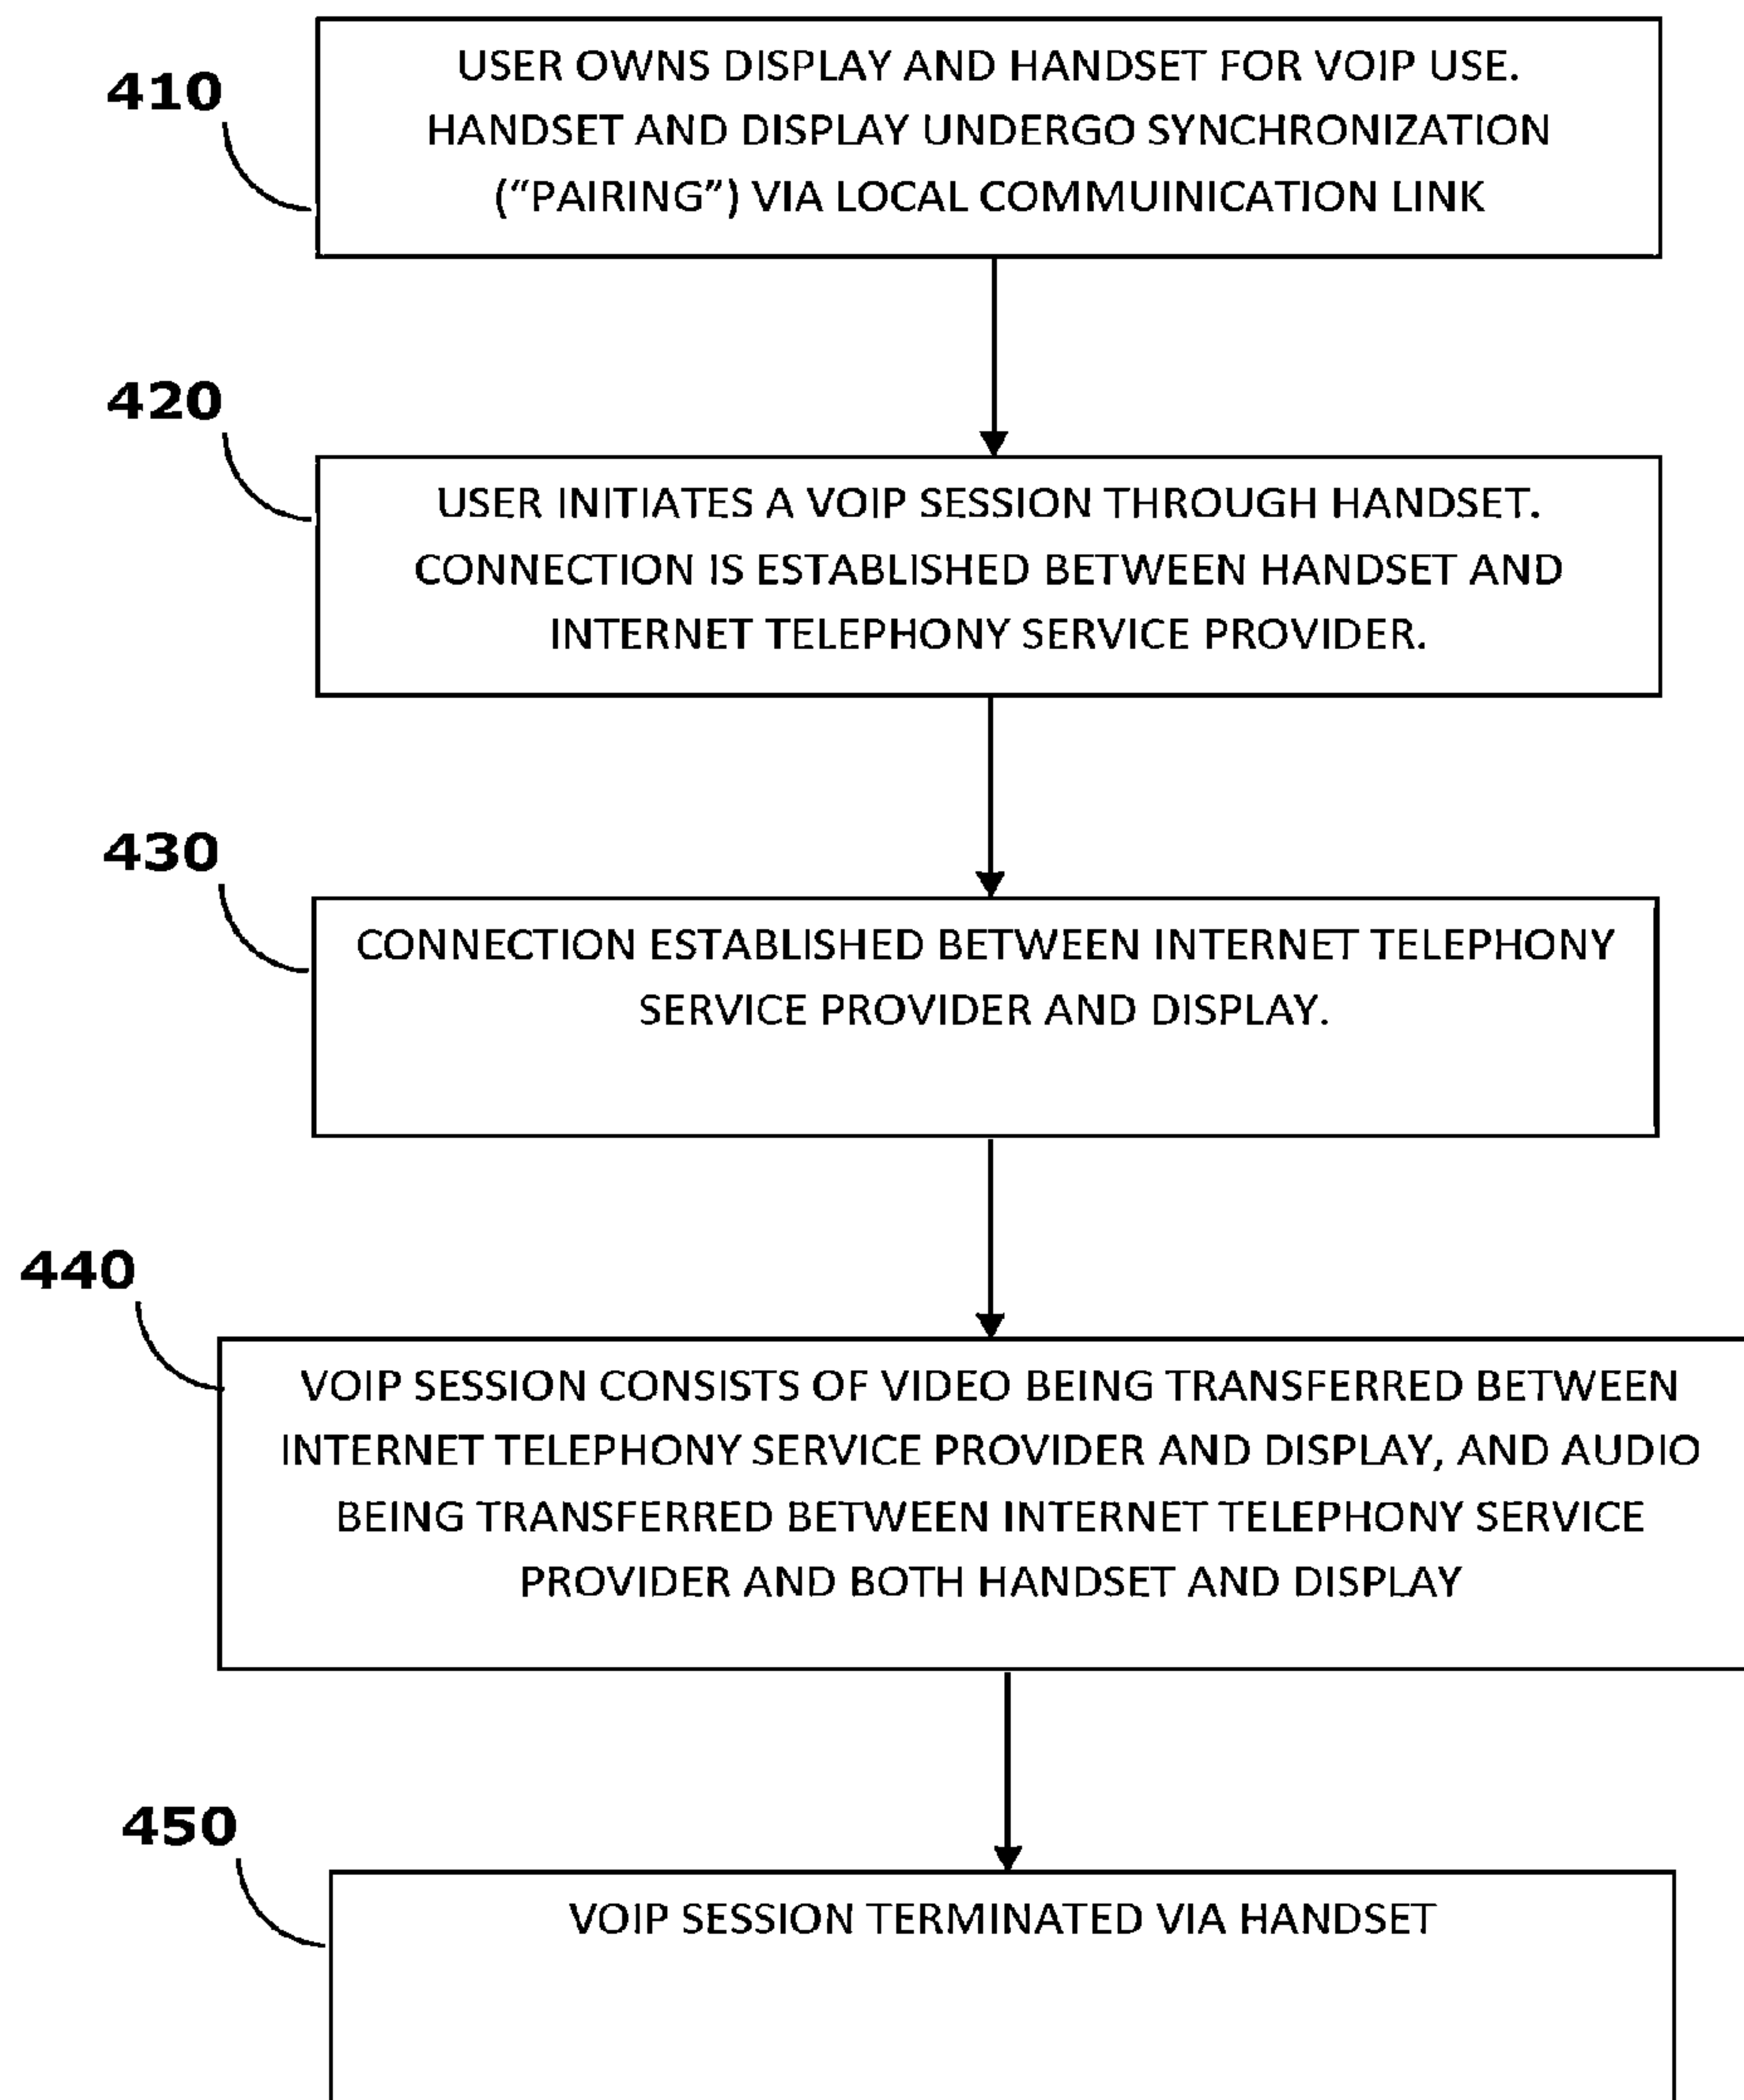 410
USER OWNS DISPLAY AND HANDSET FOR VOIP USE.
HANDSET AND DISPLAY UNDERGO SYNCHRONIZATION
(“PAIRING”) VIA LOCAL COMMUINICATION LINK
420
USER INITIATES A VOIP SESSION THROUGH HANDSET.
CONNECTION IS ESTABLISHED BETWEEN HANDSET AND
INTERNET TELEPHONY SERVICE PROVIDER.
430
CONNECTION ESTABLISHED BETWEEN INTERNET TELEPHONY
SERVICE PROVIDER AND DISPLAY.
440
VOIP SESSION CONSISTS OF VIDEO BEING TRANSFERRED BETWEEN
INTERNET TELEPHONY SERVICE PROVIDER AND DISPLAY, AND AUDIO
BEING TRANSFERRED BETWEEN INTERNET TELEPHONY SERVICE
PROVIDER AND BOTH HANDSET AND DISPLAY
450
VOIP SESSION TERMINATED VIA HANDSET